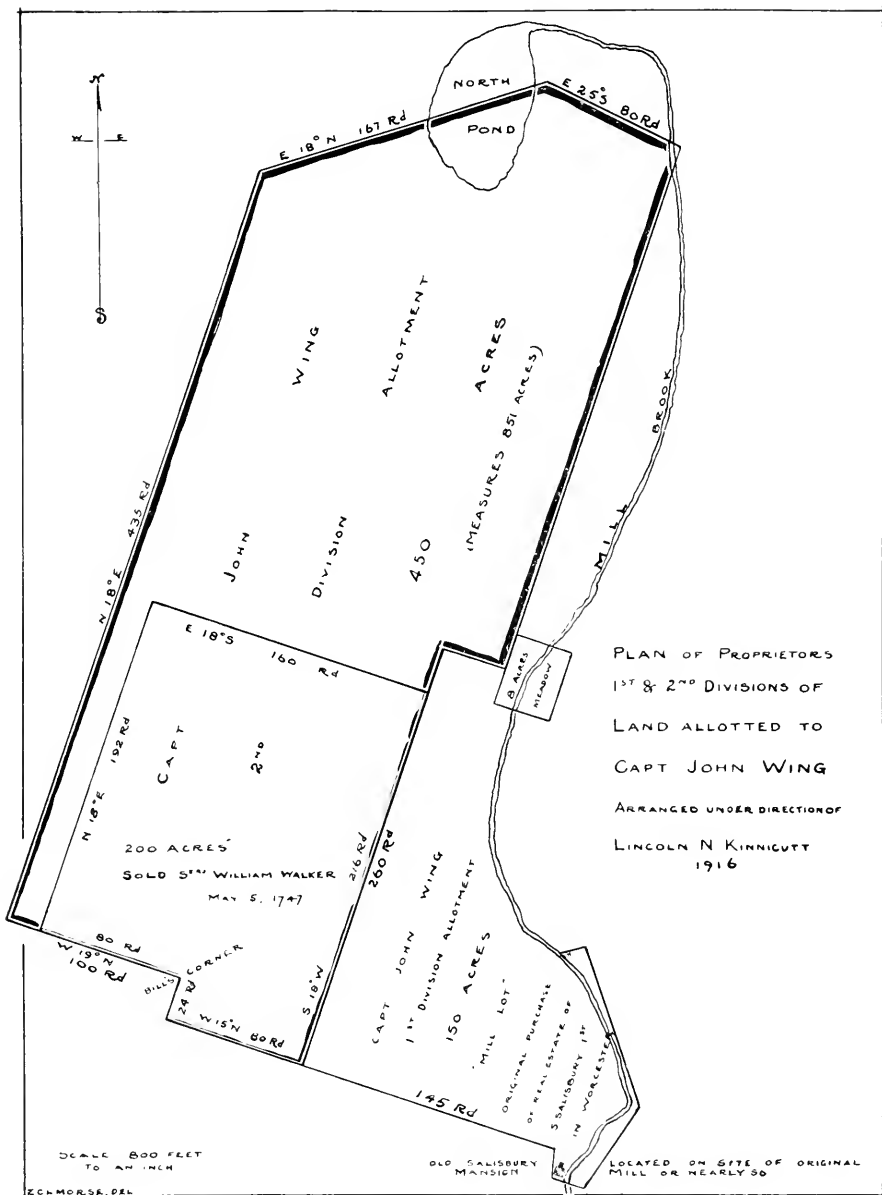 N
W E
S
NORTH
POND
E 18° N 167 Rd
E 25° S 80 Rd
MILL BROOK
N 18° E 435 Rd
CAPT JOHN WING
2ND DIVISION ALLOTMENT
450 ACRES
(MEASURES 851 ACRES)
E 18° S 160 Rd
N 18° E 192 Rd
200 ACRES
SOLD WILLIAM WALKER
MAY 5, 1747
S 18° W 216 Rd
260 Rd
80 Rd
W 19° N
100 Rd
BILL'S CORNER
24 Rd
W 15° N 80 Rd
8 ACRES
MEADOW
PLAN OF PROPRIETORS
1ST & 2ND DIVISIONS OF
LAND ALLOTTED TO
CAPT JOHN WING
ARRANGED UNDER DIRECTION OF
LINCOLN N KINNICUTT
1916
CAPT JOHN WING
1ST DIVISION ALLOTMENT
150 ACRES
"MILL LOT"
ORIGINAL PURCHASE
OF REAL ESTATE OF
S SALISBURY 1ST
IN WORCESTER
145 Rd
SCALE 800 FEET
TO AN INCH
OLD SALISBURY
MANSION
LOCATED ON SITE OF ORIGINAL
MILL OR NEARLY SO
MORSE. DEL